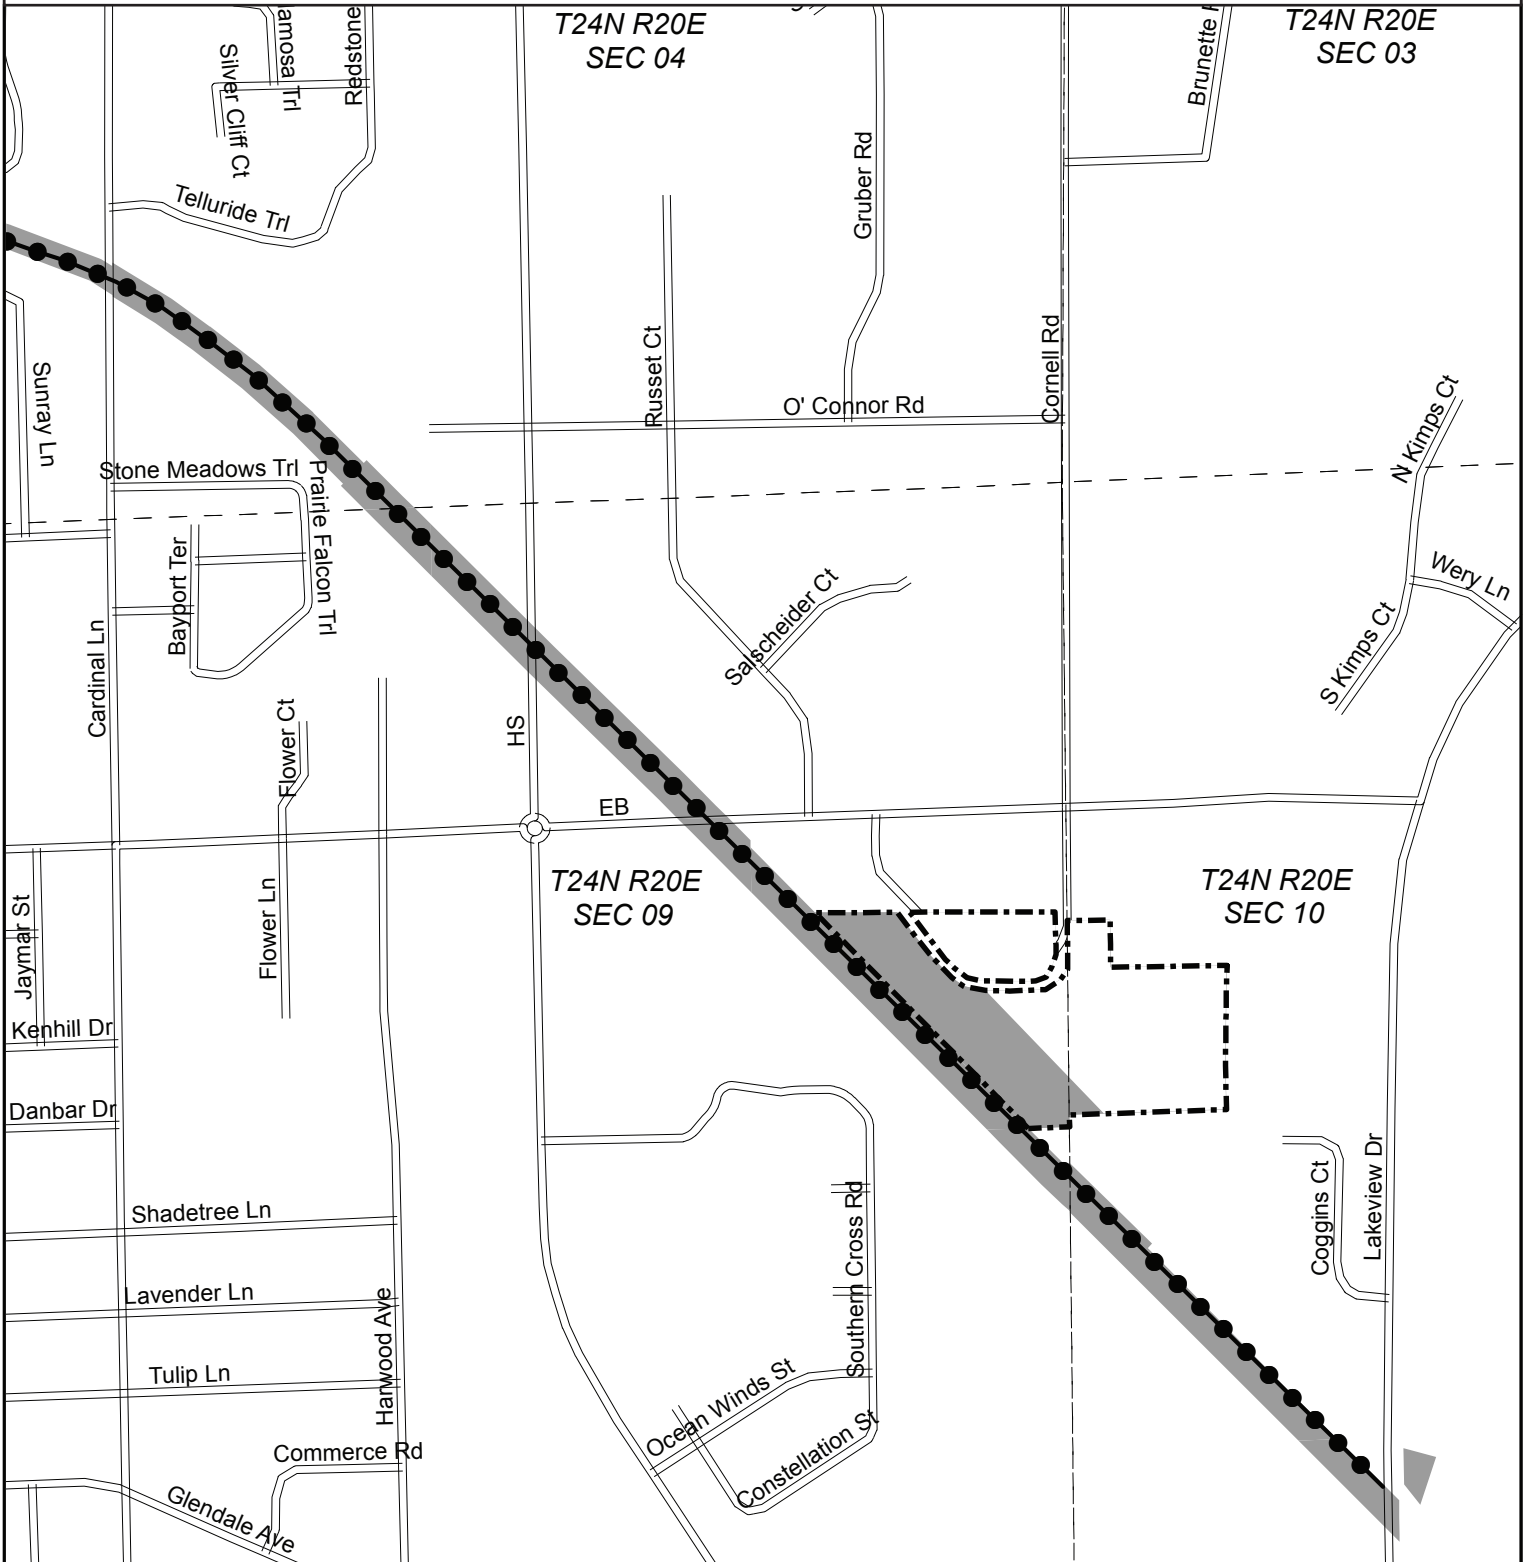 T24N R20E
SEC 04
T24N R20E
SEC 03
Silver Cliff Ct
Redstone
Telluride Trl
Gruber Rd
Brunette
Sunray Ln
Russet Ct
O' Connor Rd
Cornell Rd
N Kimps Ct
Stone Meadows Trl
Prairie Falcon Trl
Bayport Ter
Cardinal Ln
Salscheider Ct
Wery Ln
S Kimps Ct
Flower Ct
HS
EB
T24N R20E
SEC 09
T24N R20E
SEC 10
Jaymar St
Flower Ln
Kenhill Dr
Danbar Dr
Shadetree Ln
Lavender Ln
Tulip Ln
Harwood Ave
Commerce Rd
Glendale Ave
Southern Cross Rd
Ocean Winds St
Constellation St
Coggins Ct
Lakeview Dr